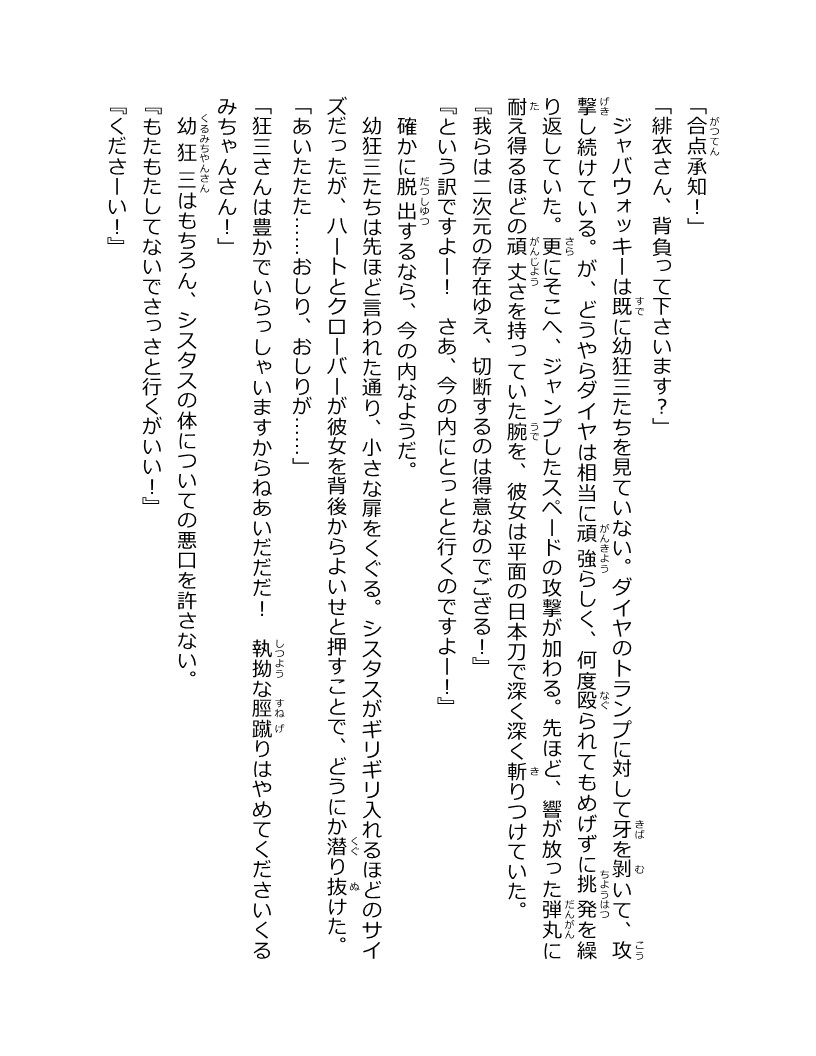 「合点承知！」
「緋衣さん、背負って下さいます？」
　ジャバウォッキーは既に幼狂三たちを見ていない。ダイヤのトランプに対して牙を剝いて、攻
撃し続けている。が、どうやらダイヤは相当に頑強らしく、何度殴られてもめげずに挑発を繰
り返していた。更にそこへ、ジャンプしたスペードの攻撃が加わる。先ほど、響が放った弾丸に
耐え得るほどの頑丈さを持っていた腕を、彼女は平面の日本刀で深く深く斬りつけていた。
『我らは二次元の存在ゆえ、切断するのは得意なのでござる！』
『という訳ですよー！　さあ、今の内にとっとと行くのですよー！』
　確かに脱出するなら、今の内なようだ。
　幼狂三たちは先ほど言われた通り、小さな扉をくぐる。シスタスがギリギリ入れるほどのサイ
ズだったが、ハートとクローバーが彼女を背後からよいせと押すことで、どうにか潜り抜けた。
「あいたたた……おしり、おしりが……」
「狂三さんは豊かでいらっしゃいますからねあいだだだ！　執拗な脛蹴りはやめてくださいくる
みちゃんさん！」
　幼狂三はもちろん、シスタスの体についての悪口を許さない。
『もたもたしてないでさっさと行くがいい！』
『くださーい！』